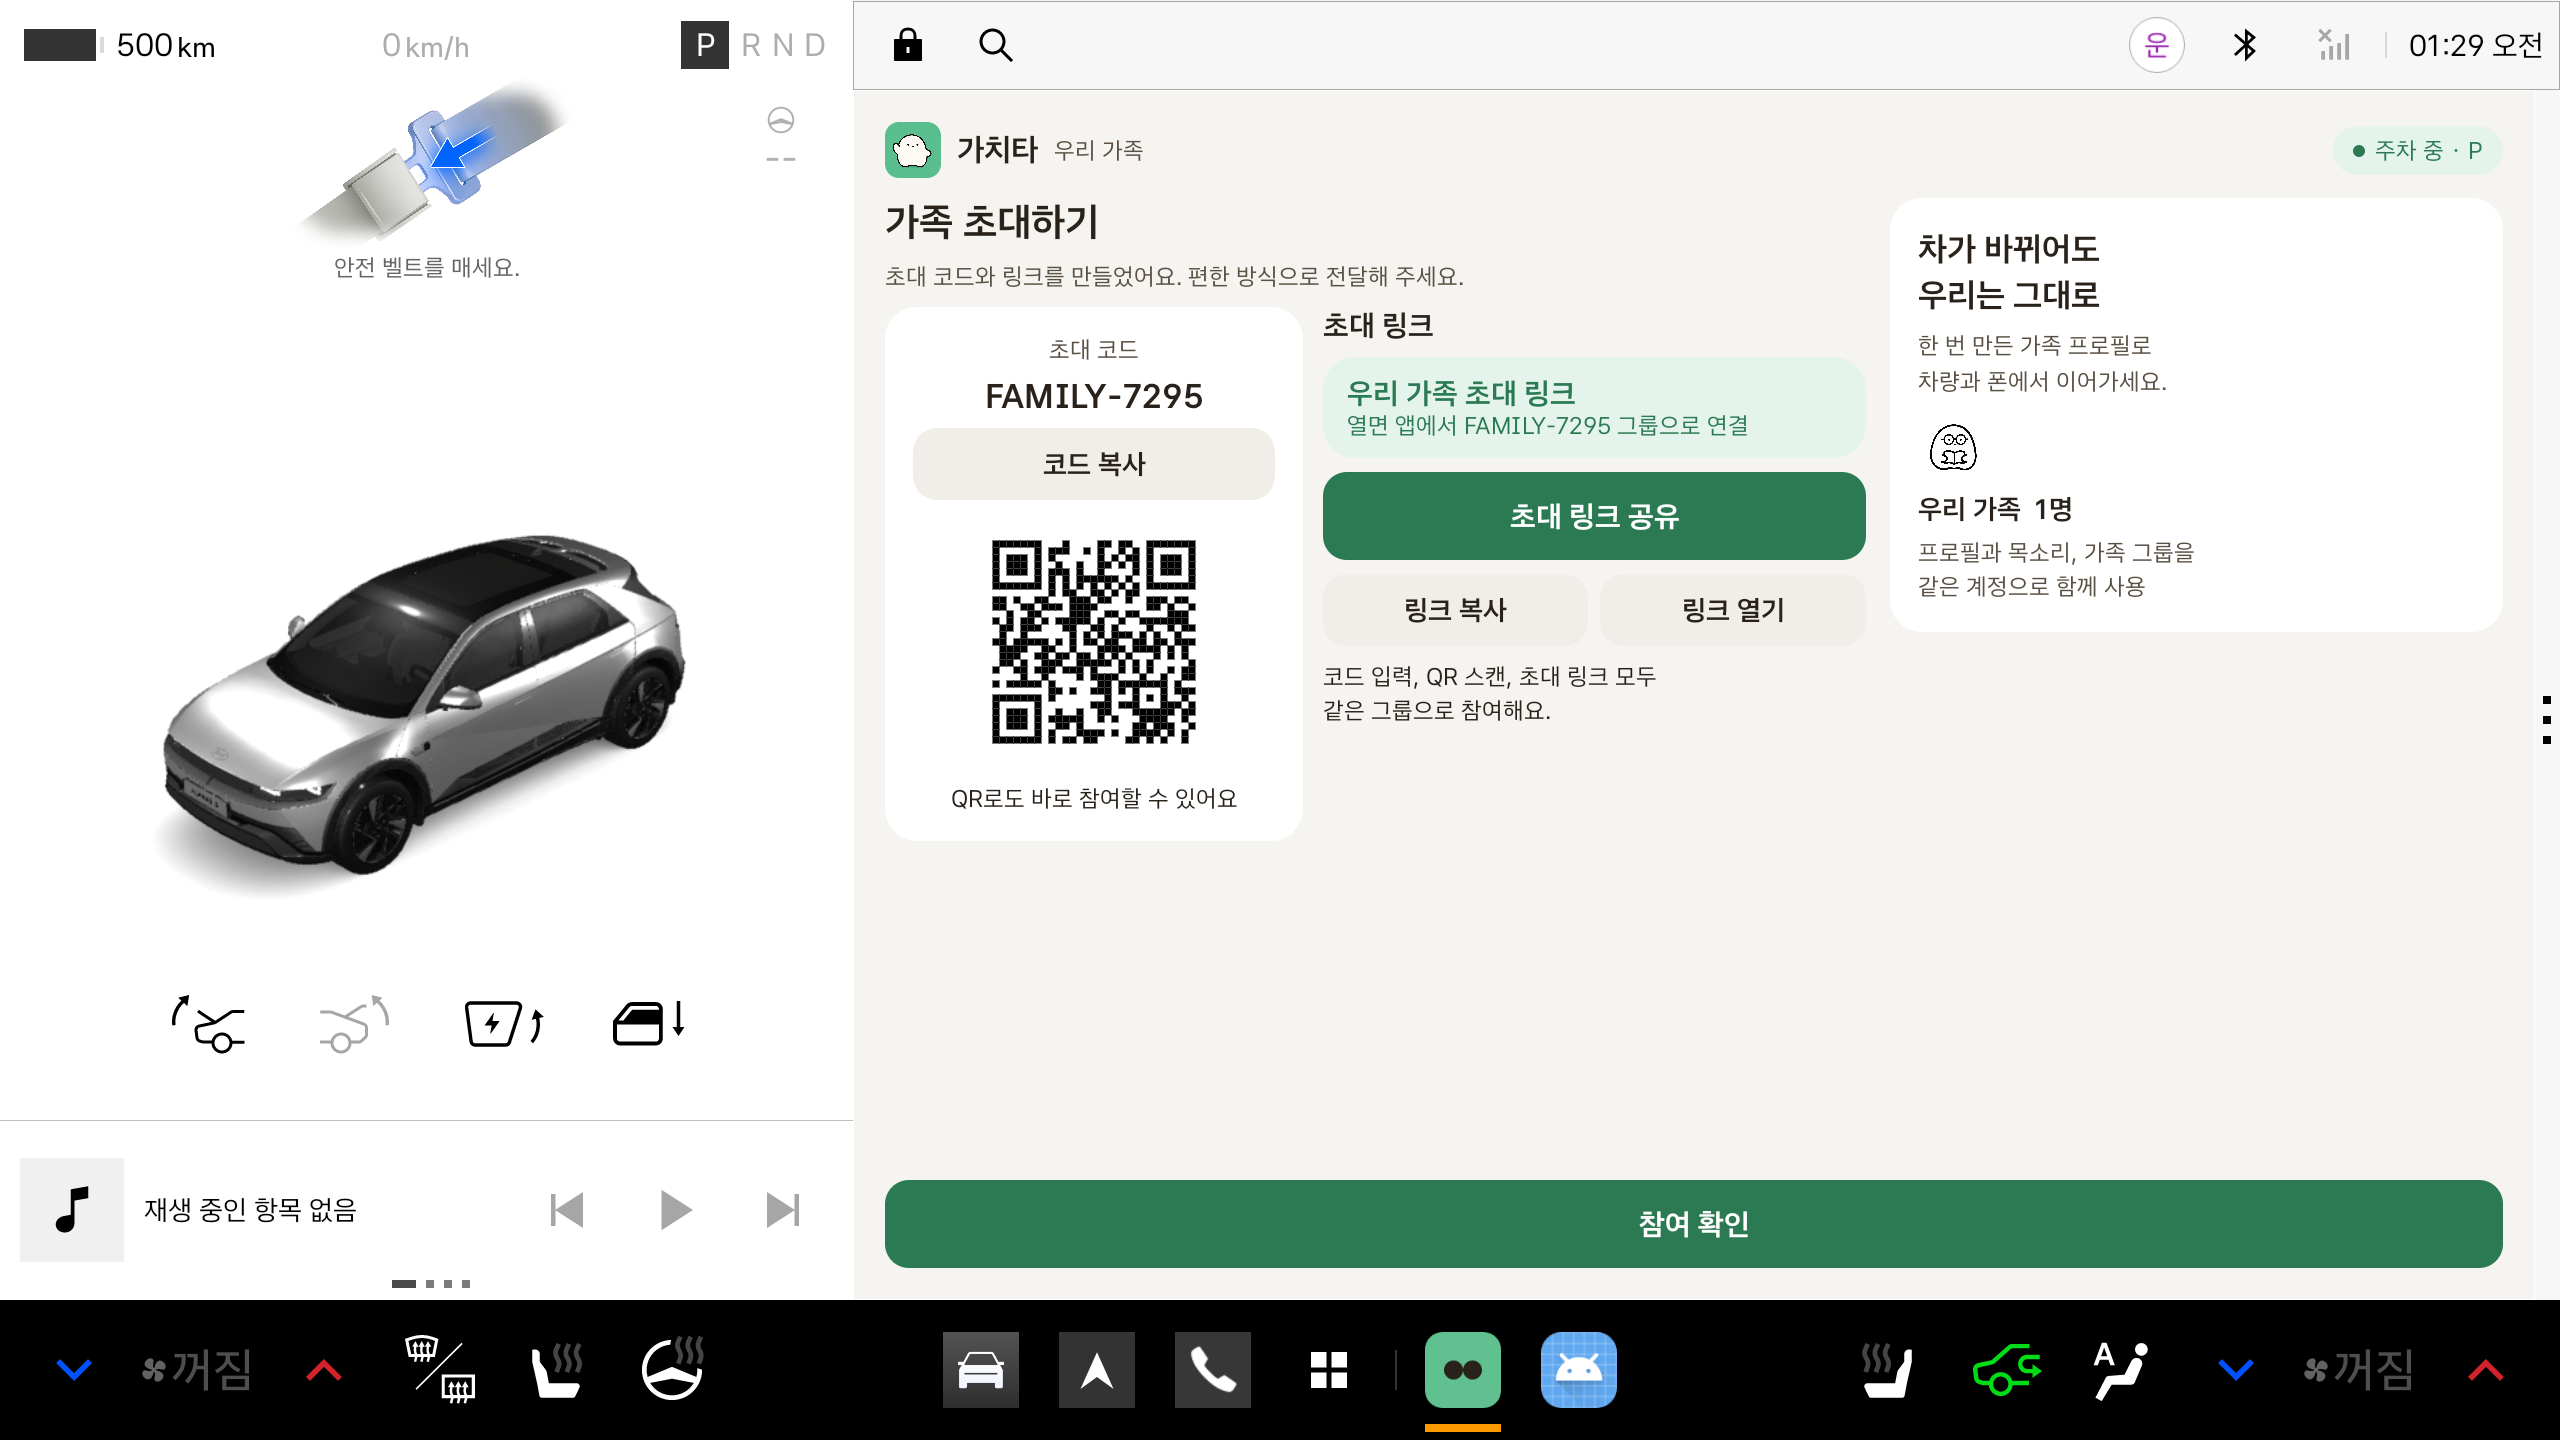 500 km
0 km/h
P R N D
안전 벨트를 매세요.
재생 중인 항목 없음
운
01:29 오전
가치타 우리 가족
주차 중 · P
가족 초대하기
초대 코드와 링크를 만들었어요. 편한 방식으로 전달해 주세요.
초대 코드
FAMILY-7295
코드 복사
QR로도 바로 참여할 수 있어요
초대 링크
우리 가족 초대 링크
열면 앱에서 FAMILY-7295 그룹으로 연결
초대 링크 공유
링크 복사
링크 열기
코드 입력, QR 스캔, 초대 링크 모두
같은 그룹으로 참여해요.
차가 바뀌어도
우리는 그대로
한 번 만든 가족 프로필로
차량과 폰에서 이어가세요.
우리 가족 1명
프로필과 목소리, 가족 그룹을
같은 계정으로 함께 사용
참여 확인
꺼짐
A
꺼짐